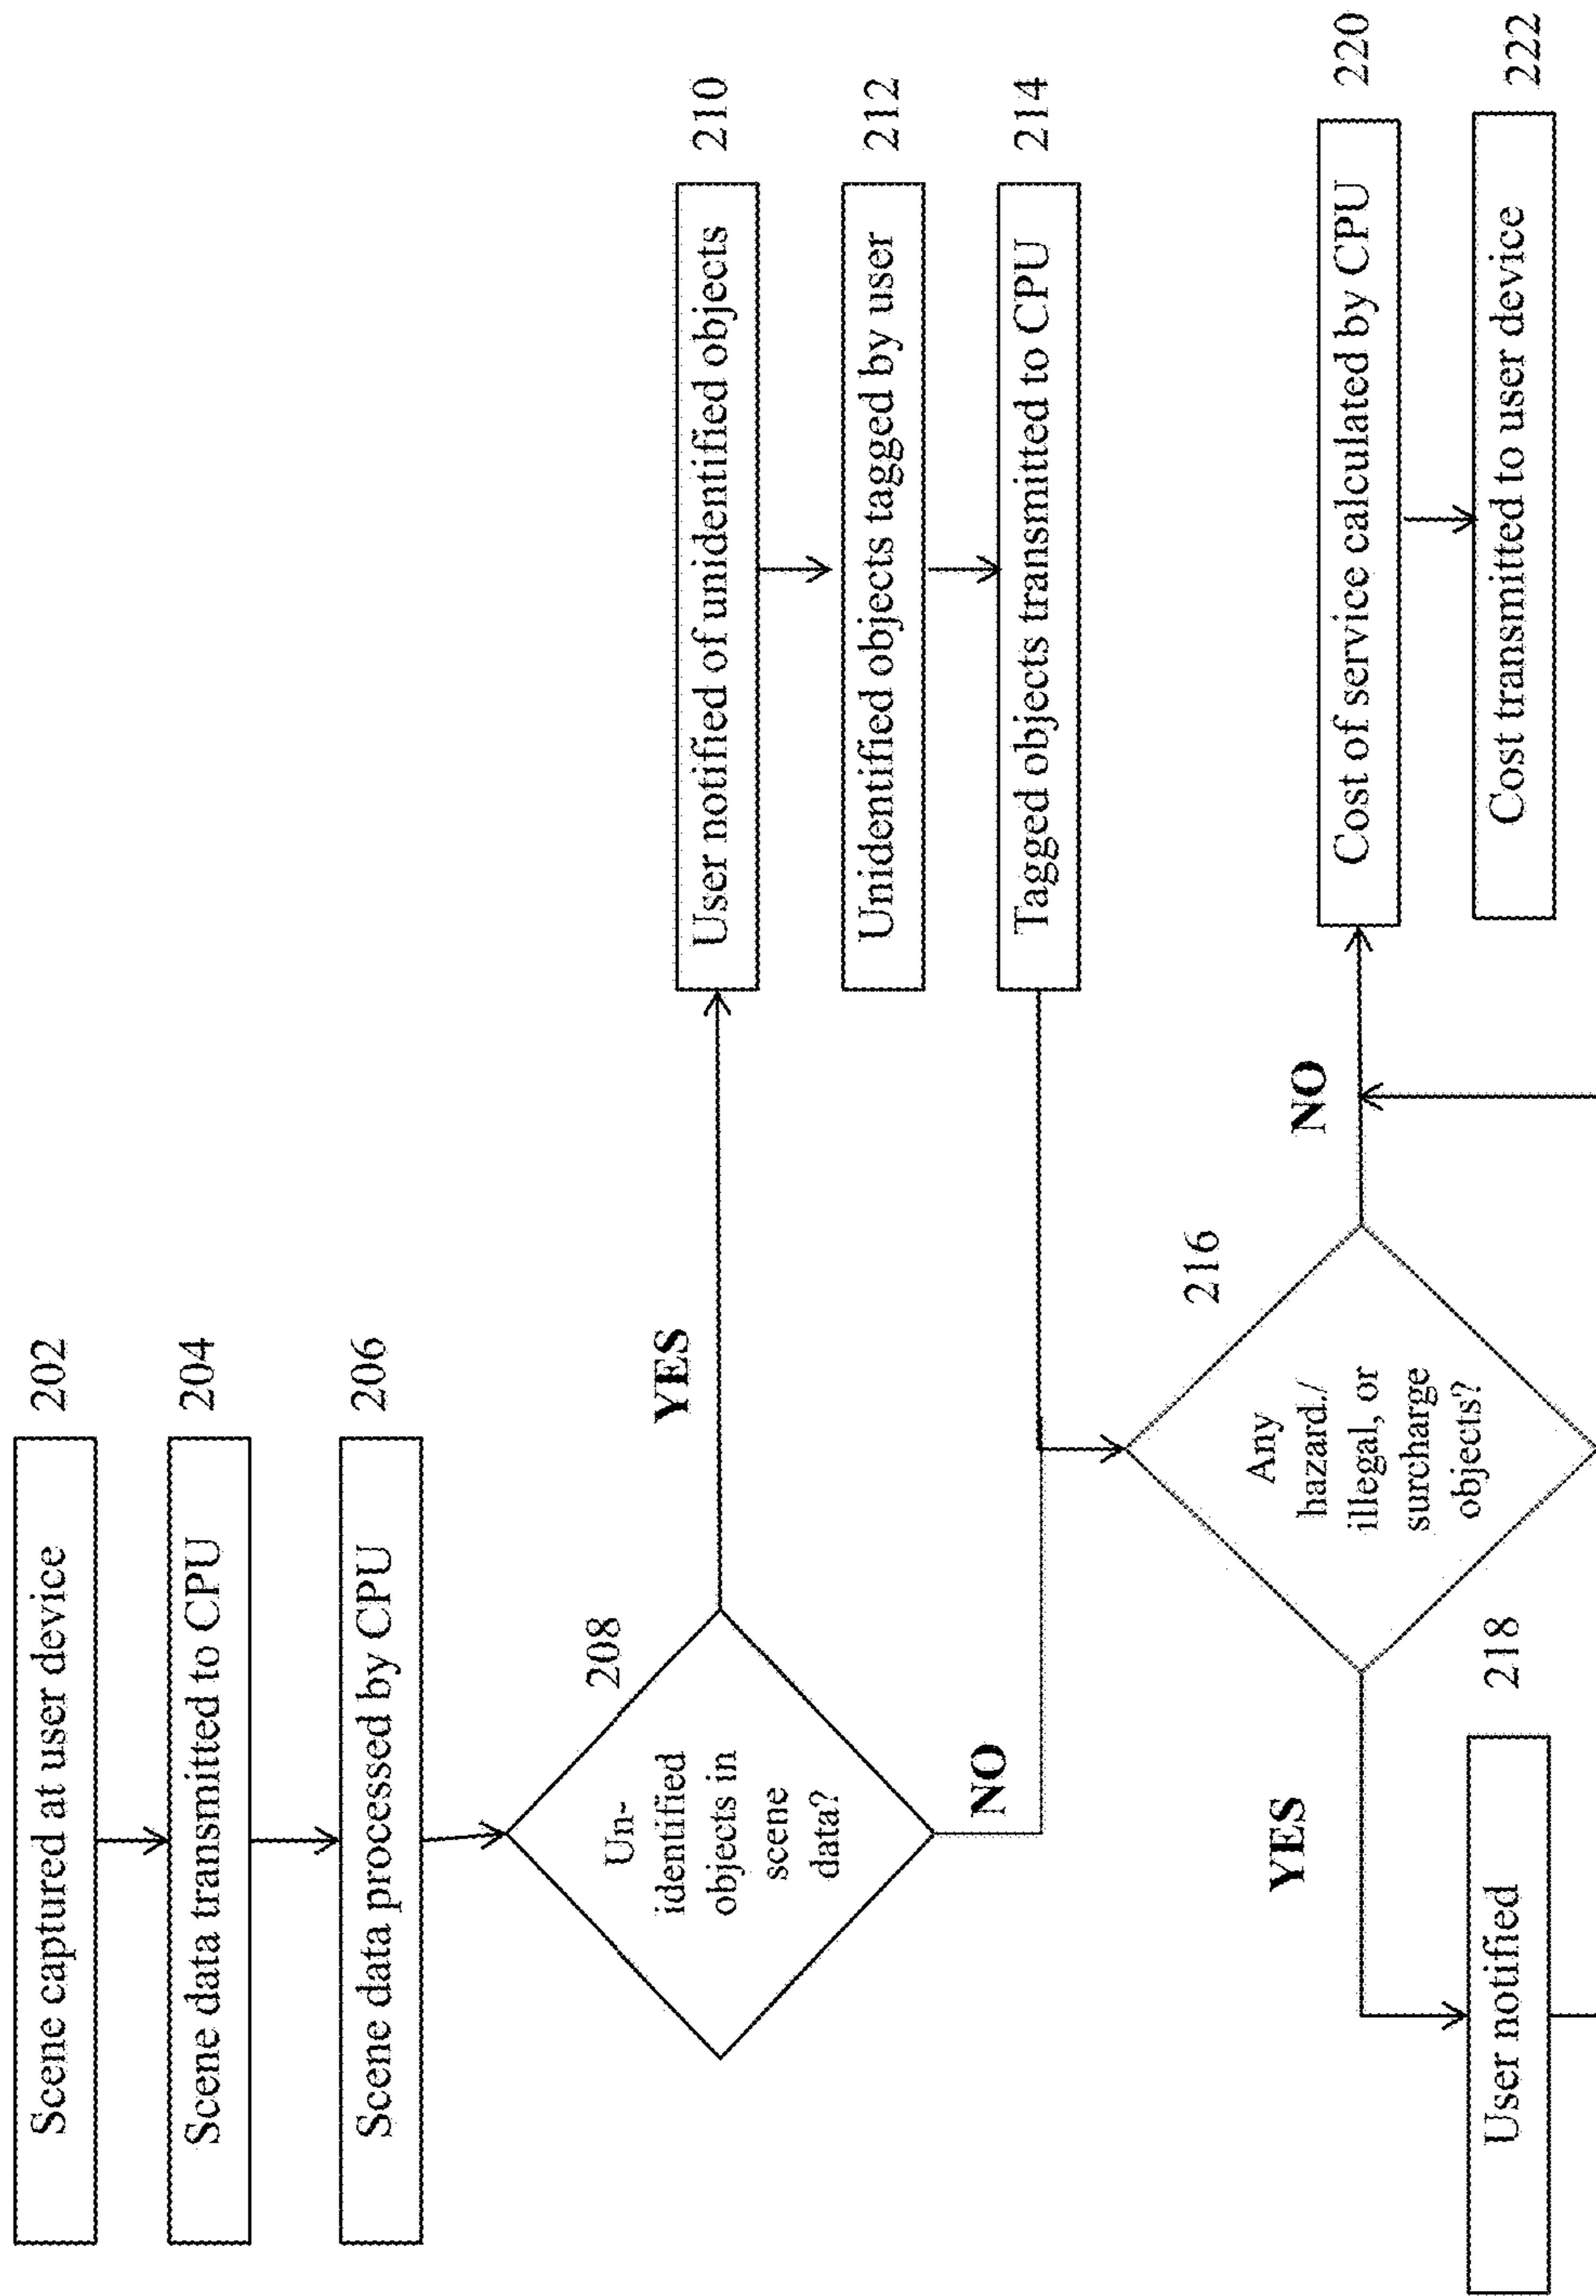 Scene captured at user device
202
Scene data transmitted to CPU
204
Scene data processed by CPU
206
Un-
identified
objects in
scene
data?
208
YES
NO
User notified of unidentified objects
210
Unidentified objects tagged by user
212
Tagged objects transmitted to CPU
214
Any
hazard./
illegal, or
surcharge
objects?
216
YES
NO
User notified
218
Cost of service calculated by CPU
220
Cost transmitted to user device
222